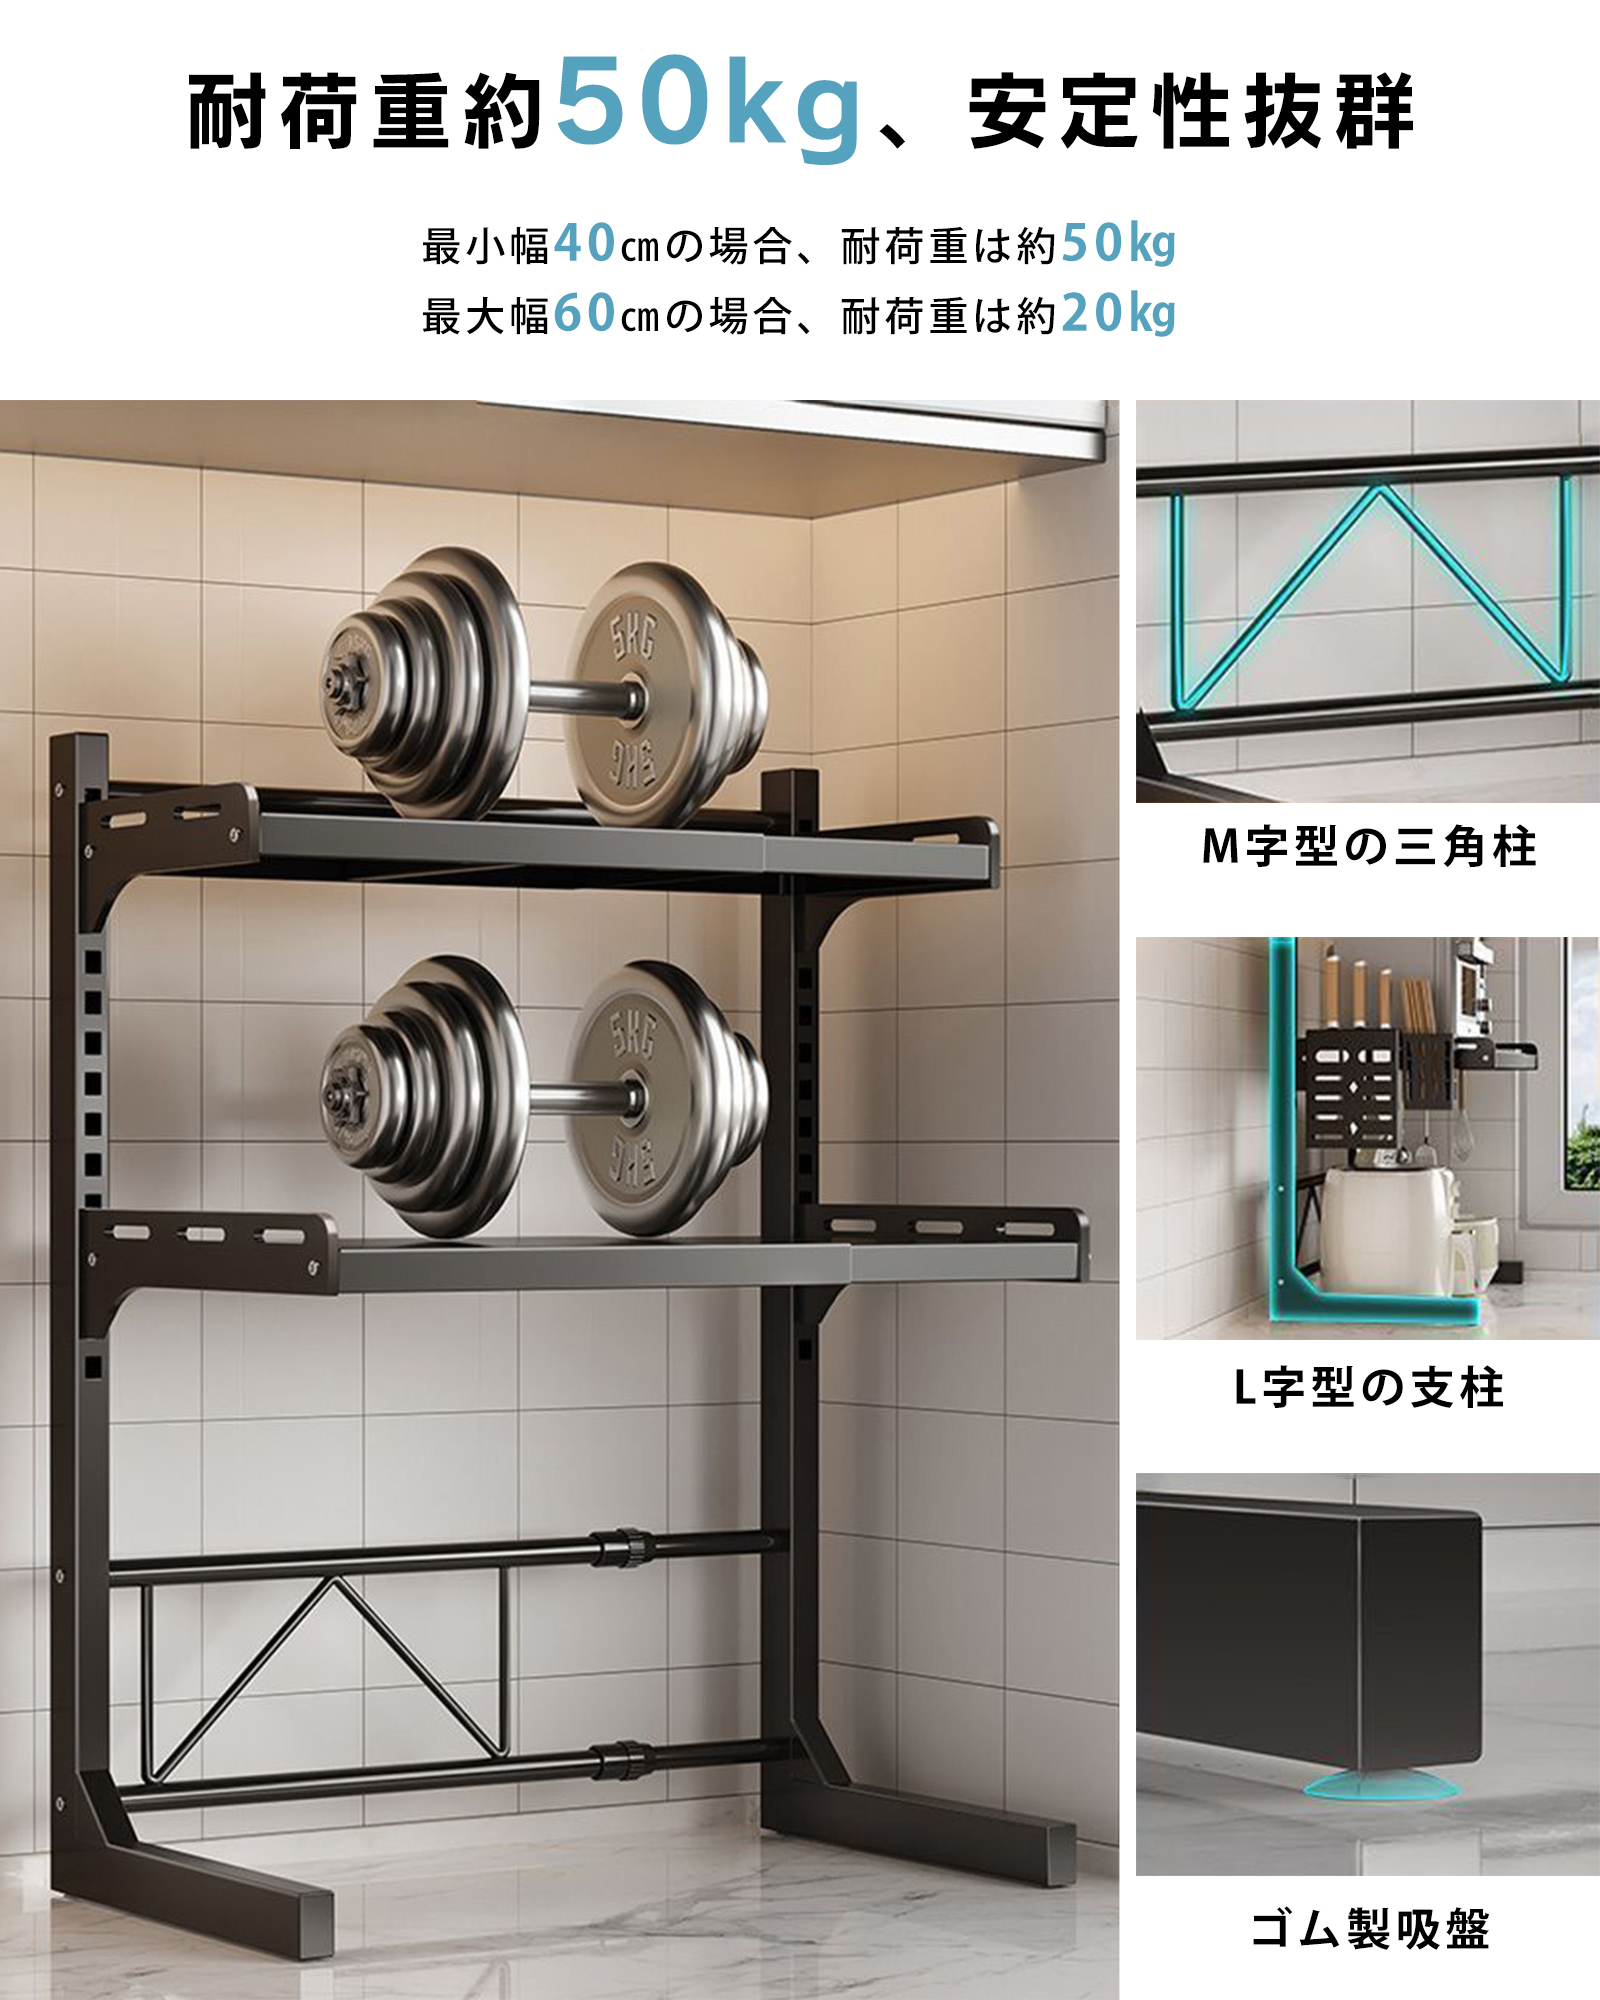 耐荷重約50kg、安定性抜群
最小幅40㎝の場合、耐荷重は約50kg
最大幅60㎝の場合、耐荷重は約20kg
5KG
5KG
5KG
5KG
M字型の三角柱
L字型の支柱
ゴム製吸盤